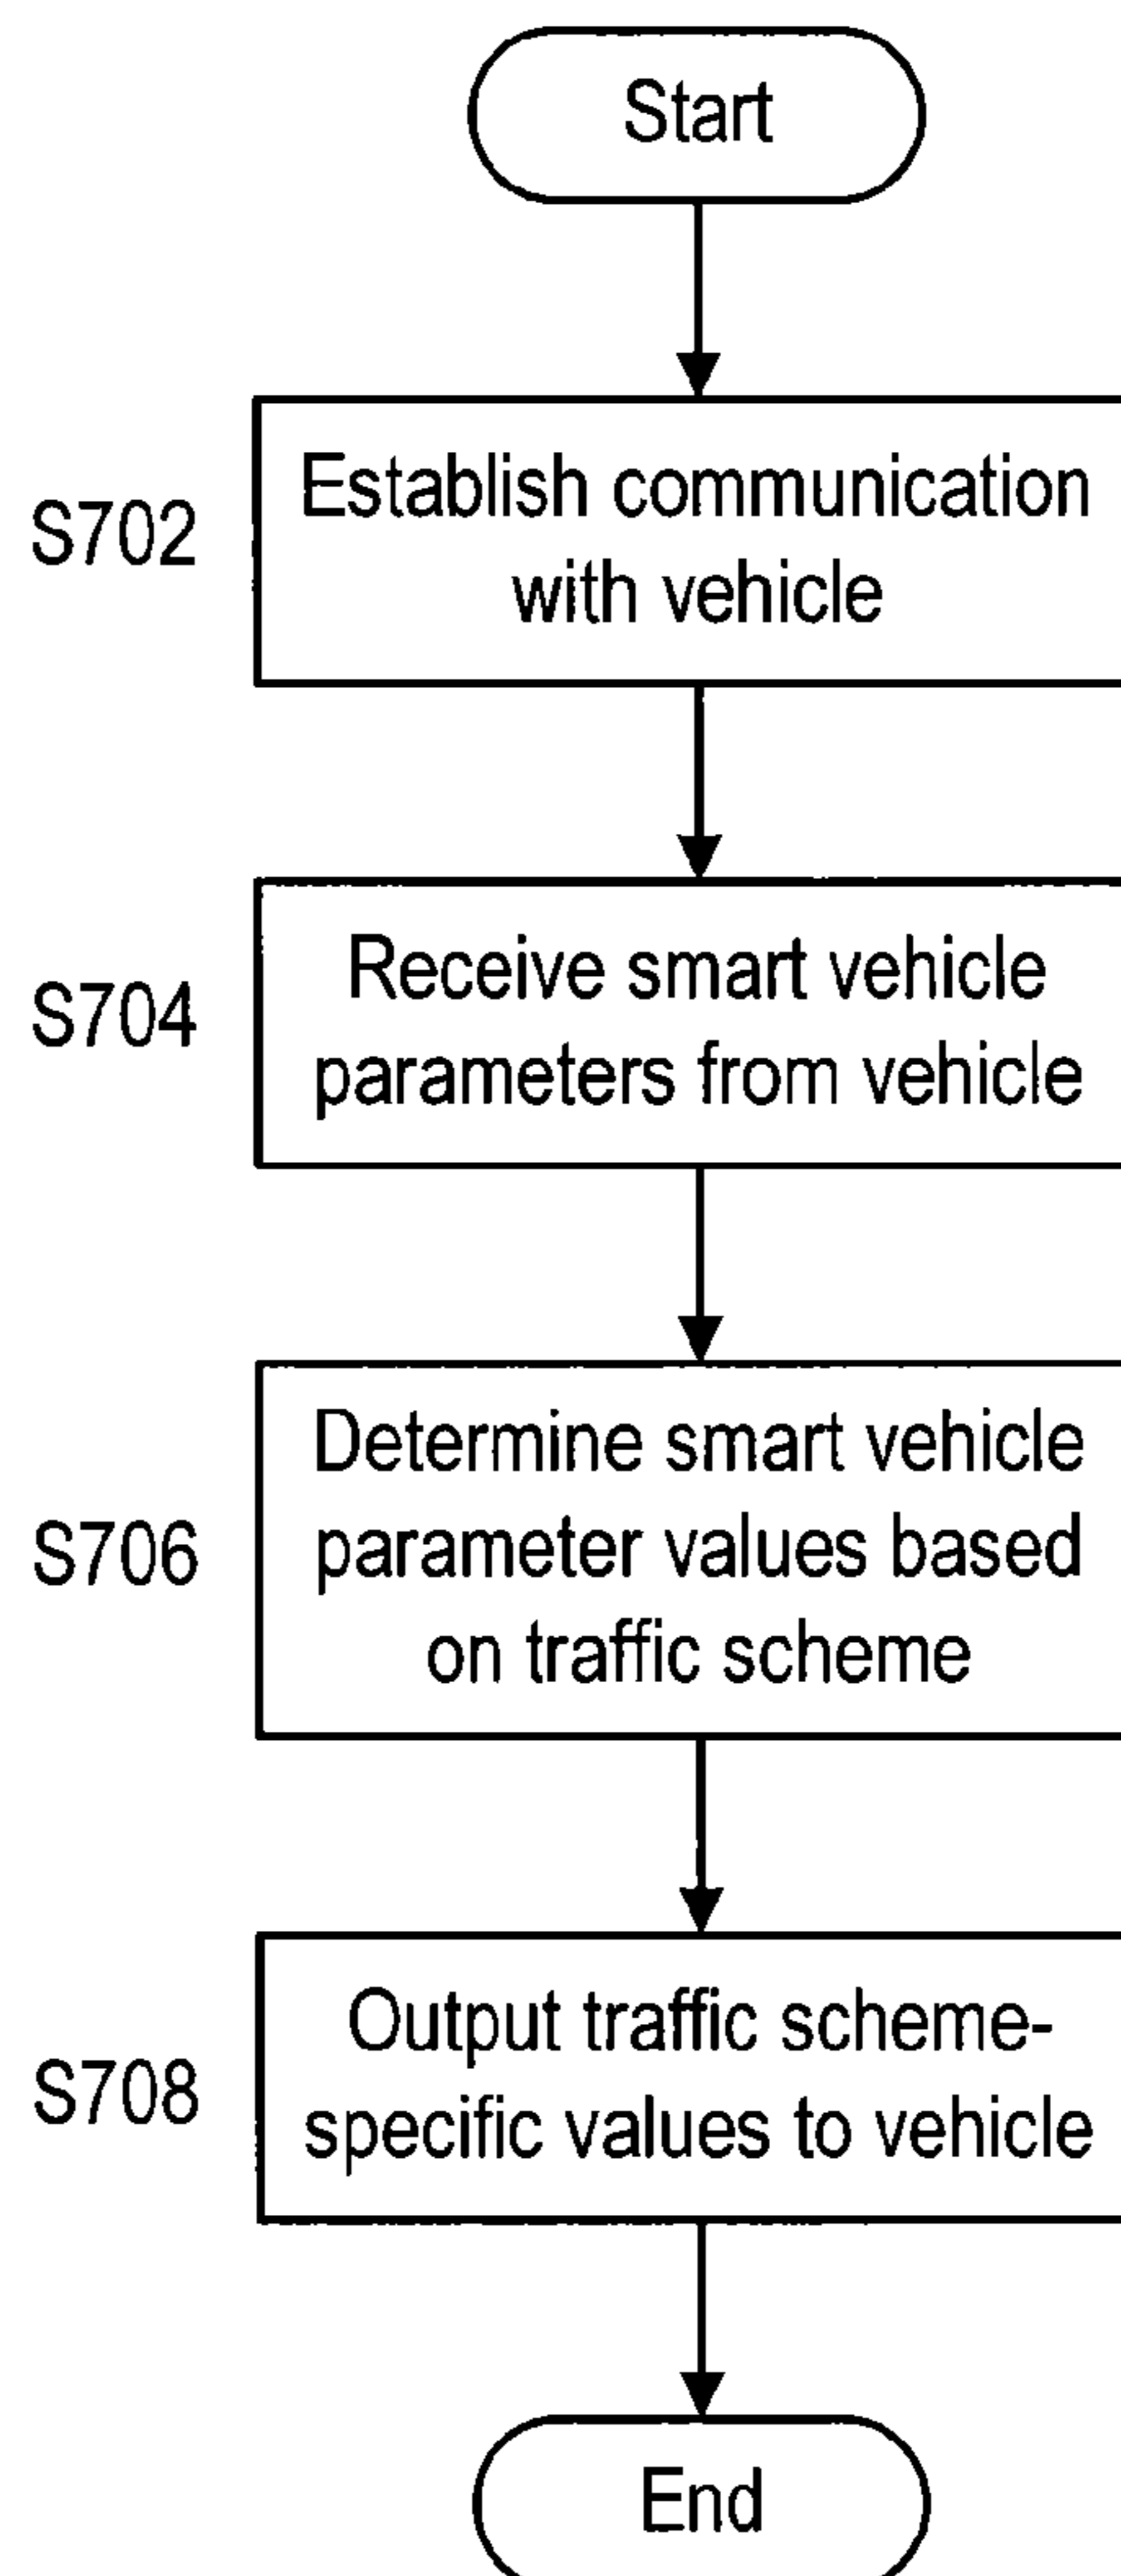 Start
S702
Establish communication
with vehicle
S704
Receive smart vehicle
parameters from vehicle
S706
Determine smart vehicle
parameter values based
on traffic scheme
S708
Output traffic scheme-
specific values to vehicle
End